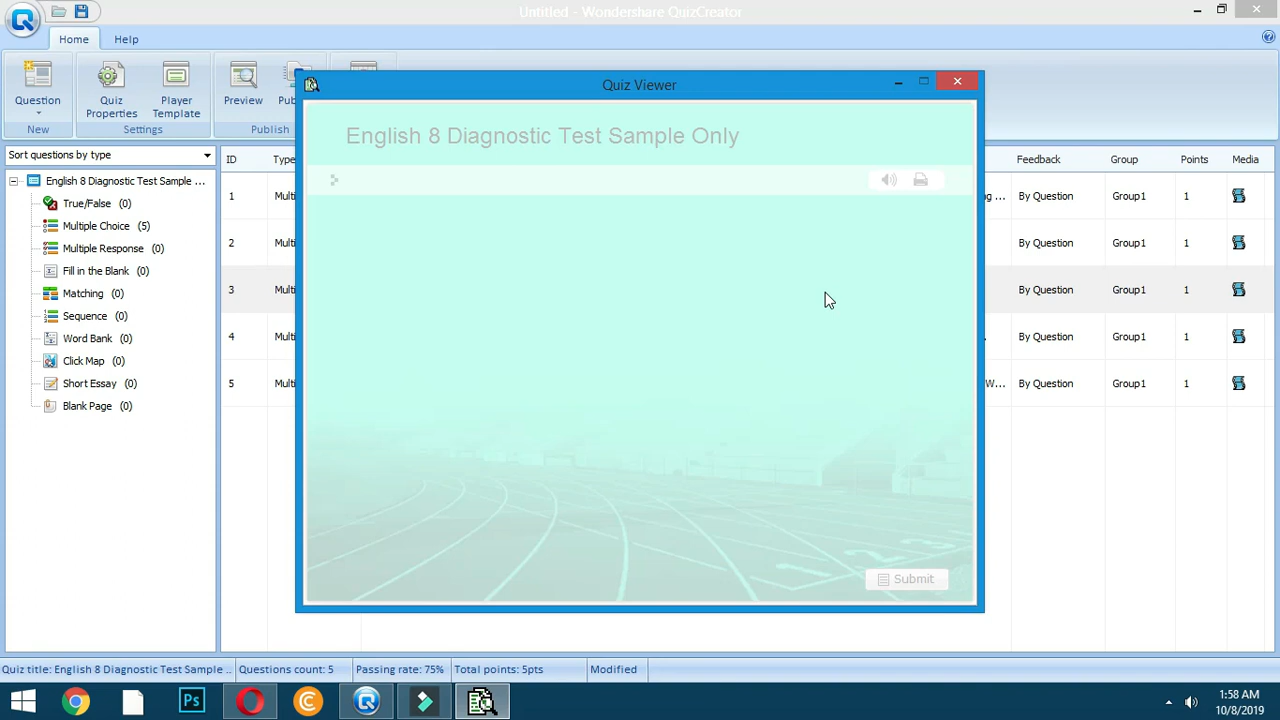 Untitled - Wondershare QuizCreator
Home Help
Question
Quiz Properties
Player Template
Preview
New Settings Publish
Quiz Viewer
English 8 Diagnostic Test Sample Only
Submit
Sort questions by type
English 8 Diagnostic Test Sample ...
True/False (0)
Multiple Choice (5)
Multiple Response (0)
Fill in the Blank (0)
Matching (0)
Sequence (0)
Word Bank (0)
Click Map (0)
Short Essay (0)
Blank Page (0)
ID Feedback Group Points Media
1 By Question Group1 1
2 By Question Group1 1
3 By Question Group1 1
4 By Question Group1 1
5 By Question Group1 1
Quiz title: English 8 Diagnostic Test Sample .. Questions count: 5 Passing rate: 75% Total points: 5pts Modified
Ps
1:58 AM
10/8/2019